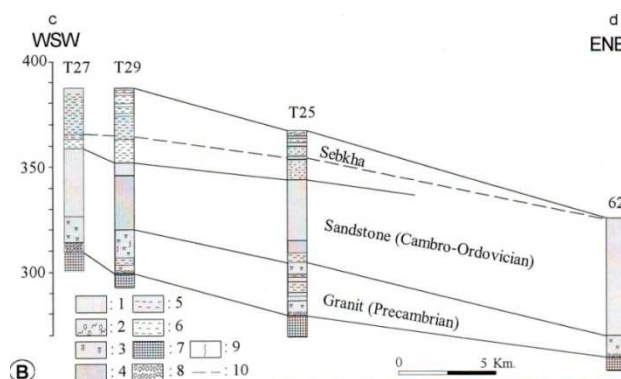 c
d
WSW
ENE
400
T27
T29
T25
350
Sebkha
62
Sandstone (Cambro-Ordovician)
300
Granit (Precambrian)
: 1
: 5
: 2
: 6
: 3
: 7
: 9
: 4
: 8
: 10
B
0
5 Km.